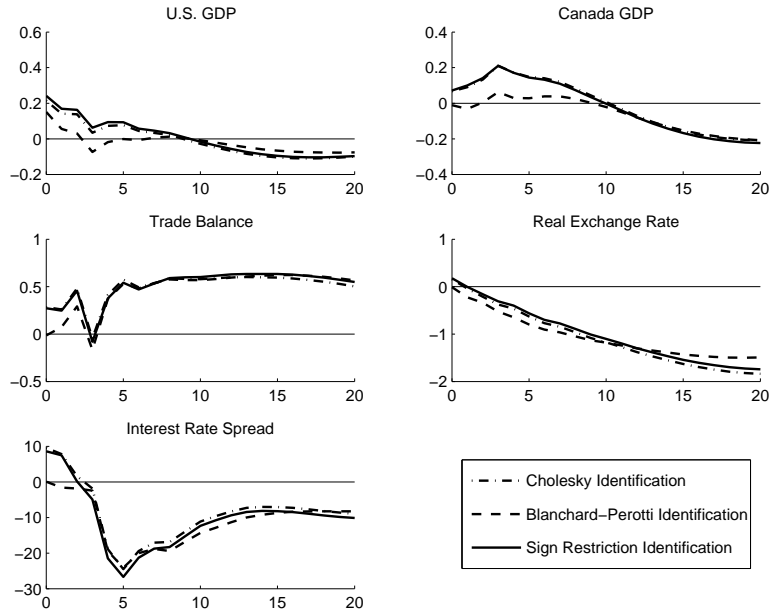 U.S. GDP
0.6
0.4
0.2
0
−0.2
0 5 10 15 20
Canada GDP
0.4
0.2
0
−0.2
0.4
0 5 10 15 20
Trade Balance
1
0.5
0
−0.5
0 5 10 15 20
Real Exchange Rate
1
0
−1
−2
0 5 10 15 20
Interest Rate Spread
10
0
−10
−20
−30
0 5 10 15 20
Cholesky Identification
Blanchard−Perotti Identification
Sign Restriction Identification